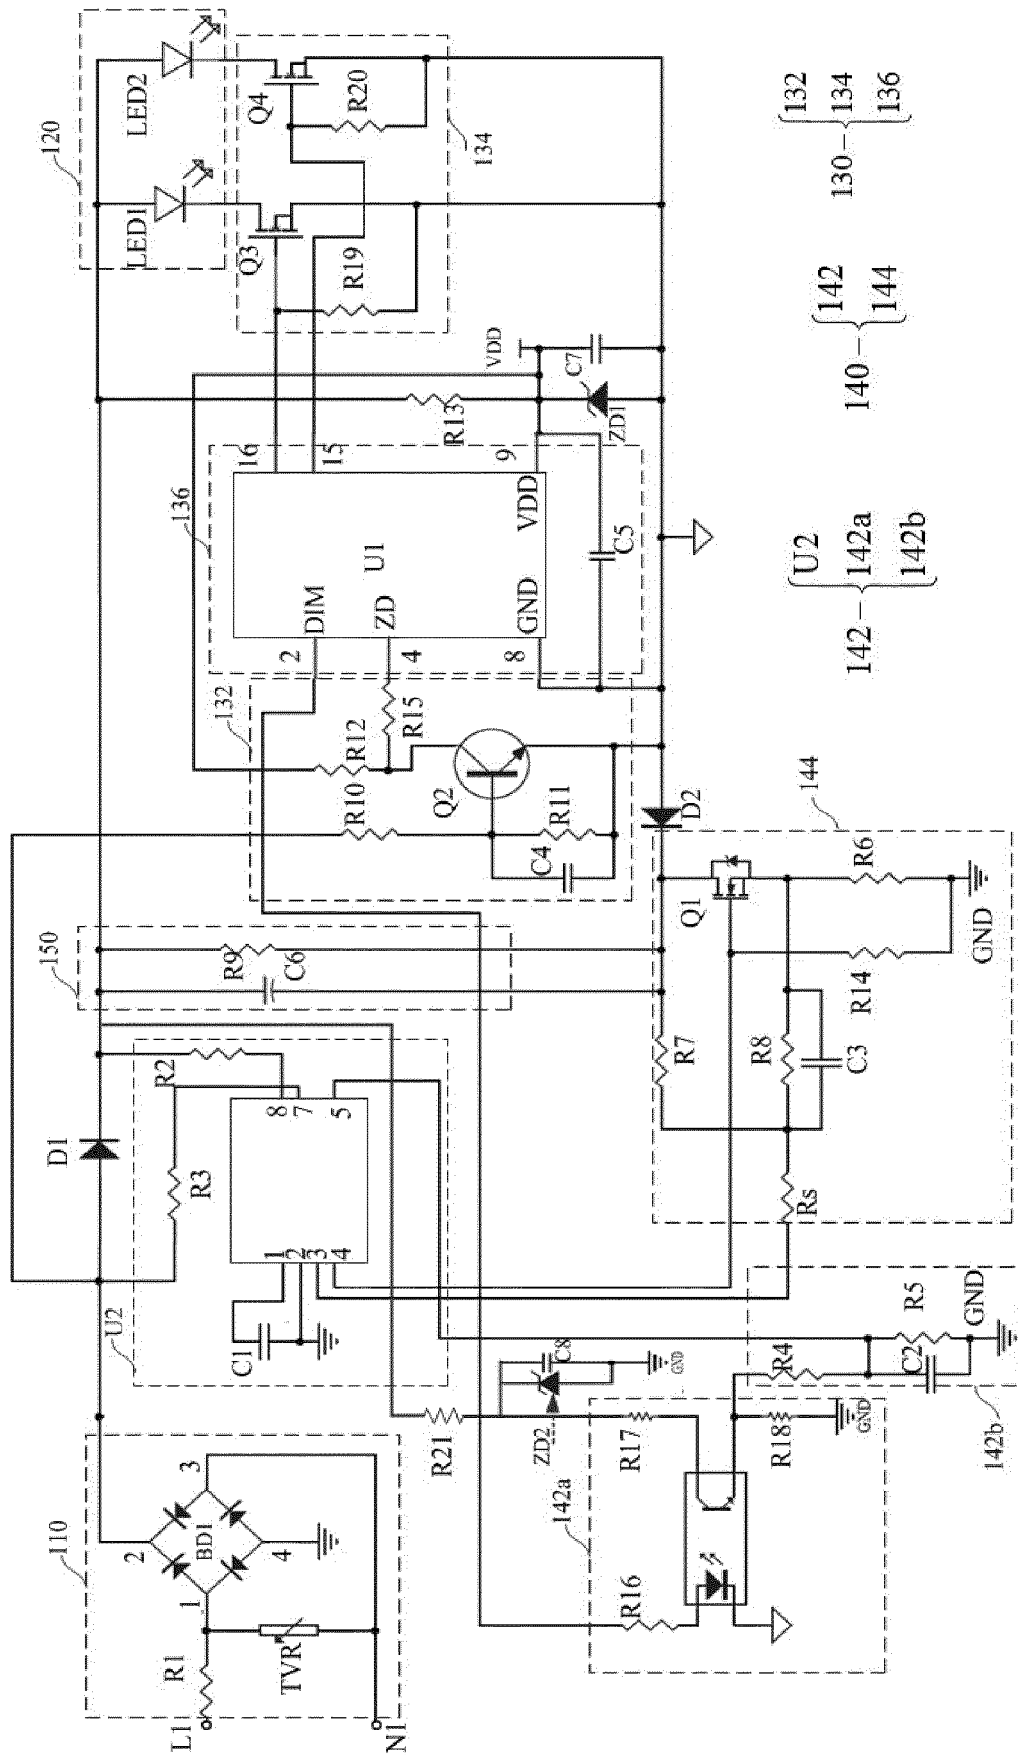 110
L1
R1
N1
TVR
BD1
1
2
3
4
U2
D1
C1
R3
R2
1
2
3
4
5
7
8
150
R9
C6
132
R10
R12
R15
Q2
R11
C4
136
U1
DIM
ZD
GND
VDD
2
4
8
16
15
9
C5
R13
VDD
C7
ZD1
120
LED1
LED2
Q3
Q4
R19
R20
134
R21
ZD2
C8
GND
142a
R16
R17
R18
GND
142b
R4
R5
C2
GND
144
D2
Q1
R6
R7
R8
C3
R14
Rs
GND
142
U2
142a
142b
140
142
144
130
132
134
136